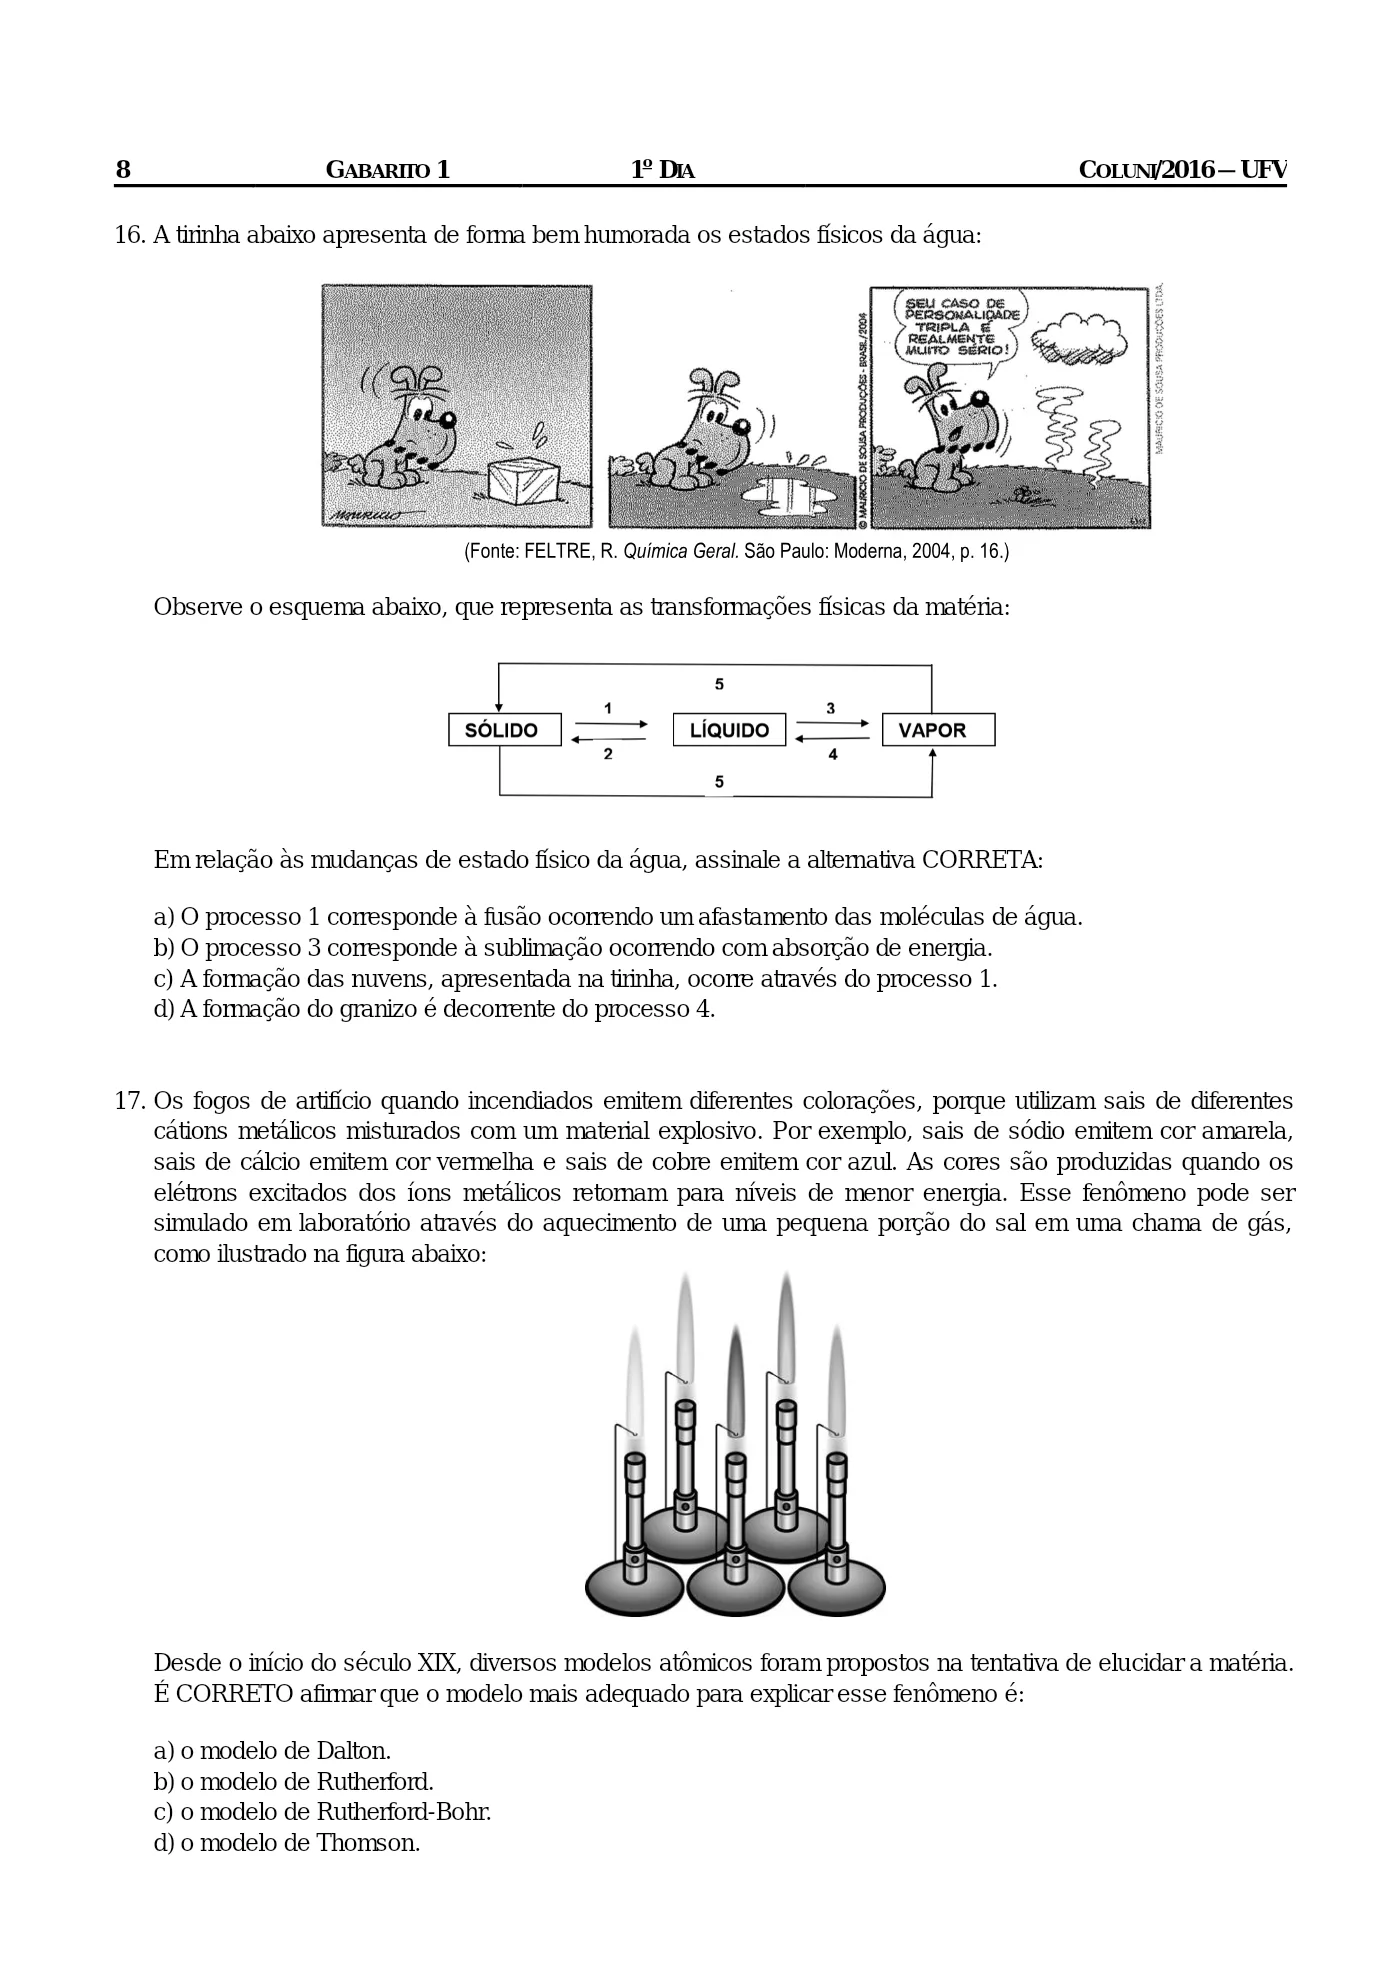 8 GABARITO 1 1º DIA COLUNI/2016 – UFV
16. A tirinha abaixo apresenta de forma bem humorada os estados físicos da água:
SEU CASO DE
PERSONALIDADE
TRIPLA É
REALMENTE
MUITO SÉRIO!
MAURICIO
© MAURICIO DE SOUSA PRODUÇÕES - BRASIL/2004
MAURICIO DE SOUSA PRODUÇÕES LTDA.
(Fonte: FELTRE, R. Química Geral. São Paulo: Moderna, 2004, p. 16.)
Observe o esquema abaixo, que representa as transformações físicas da matéria:
5
1 3
SÓLIDO LÍQUIDO VAPOR
2 4
5
Em relação às mudanças de estado físico da água, assinale a alternativa CORRETA:
a) O processo 1 corresponde à fusão ocorrendo um afastamento das moléculas de água.
b) O processo 3 corresponde à sublimação ocorrendo com absorção de energia.
c) A formação das nuvens, apresentada na tirinha, ocorre através do processo 1.
d) A formação do granizo é decorrente do processo 4.
17. Os fogos de artifício quando incendiados emitem diferentes colorações, porque utilizam sais de diferentes
cátions metálicos misturados com um material explosivo. Por exemplo, sais de sódio emitem cor amarela,
sais de cálcio emitem cor vermelha e sais de cobre emitem cor azul. As cores são produzidas quando os
elétrons excitados dos íons metálicos retornam para níveis de menor energia. Esse fenômeno pode ser
simulado em laboratório através do aquecimento de uma pequena porção do sal em uma chama de gás,
como ilustrado na figura abaixo:
Desde o início do século XIX, diversos modelos atômicos foram propostos na tentativa de elucidar a matéria.
É CORRETO afirmar que o modelo mais adequado para explicar esse fenômeno é:
a) o modelo de Dalton.
b) o modelo de Rutherford.
c) o modelo de Rutherford-Bohr.
d) o modelo de Thomson.